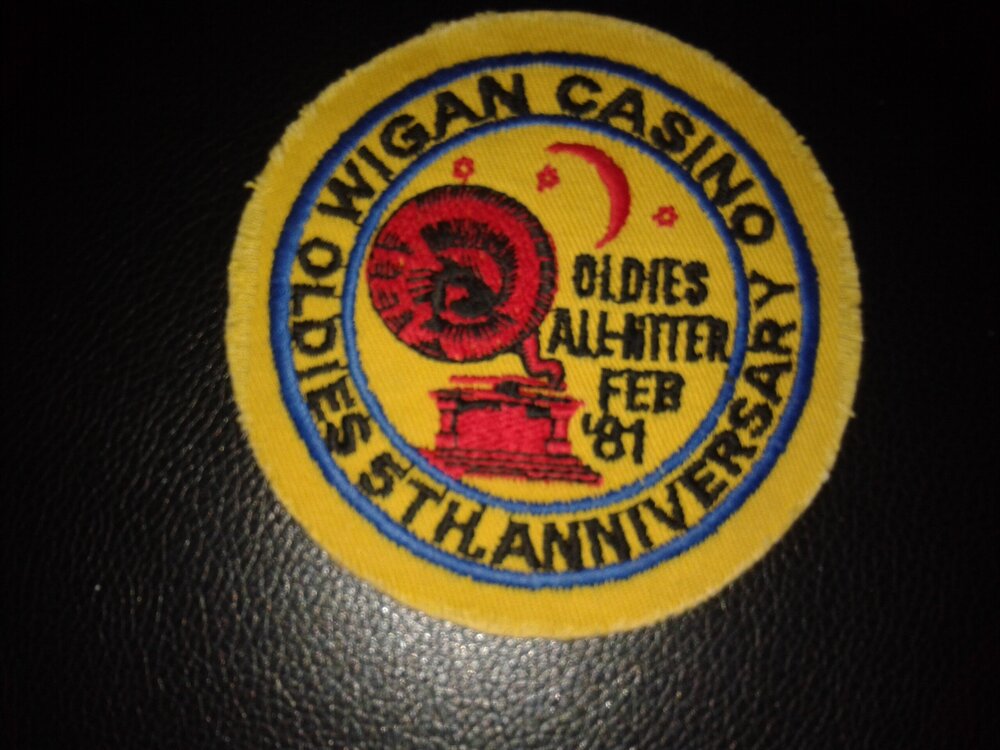 WIGAN CASINO
OLDIES 5TH. ANNIVERSARY
OLDIES
ALL-NITER
FEB
'81